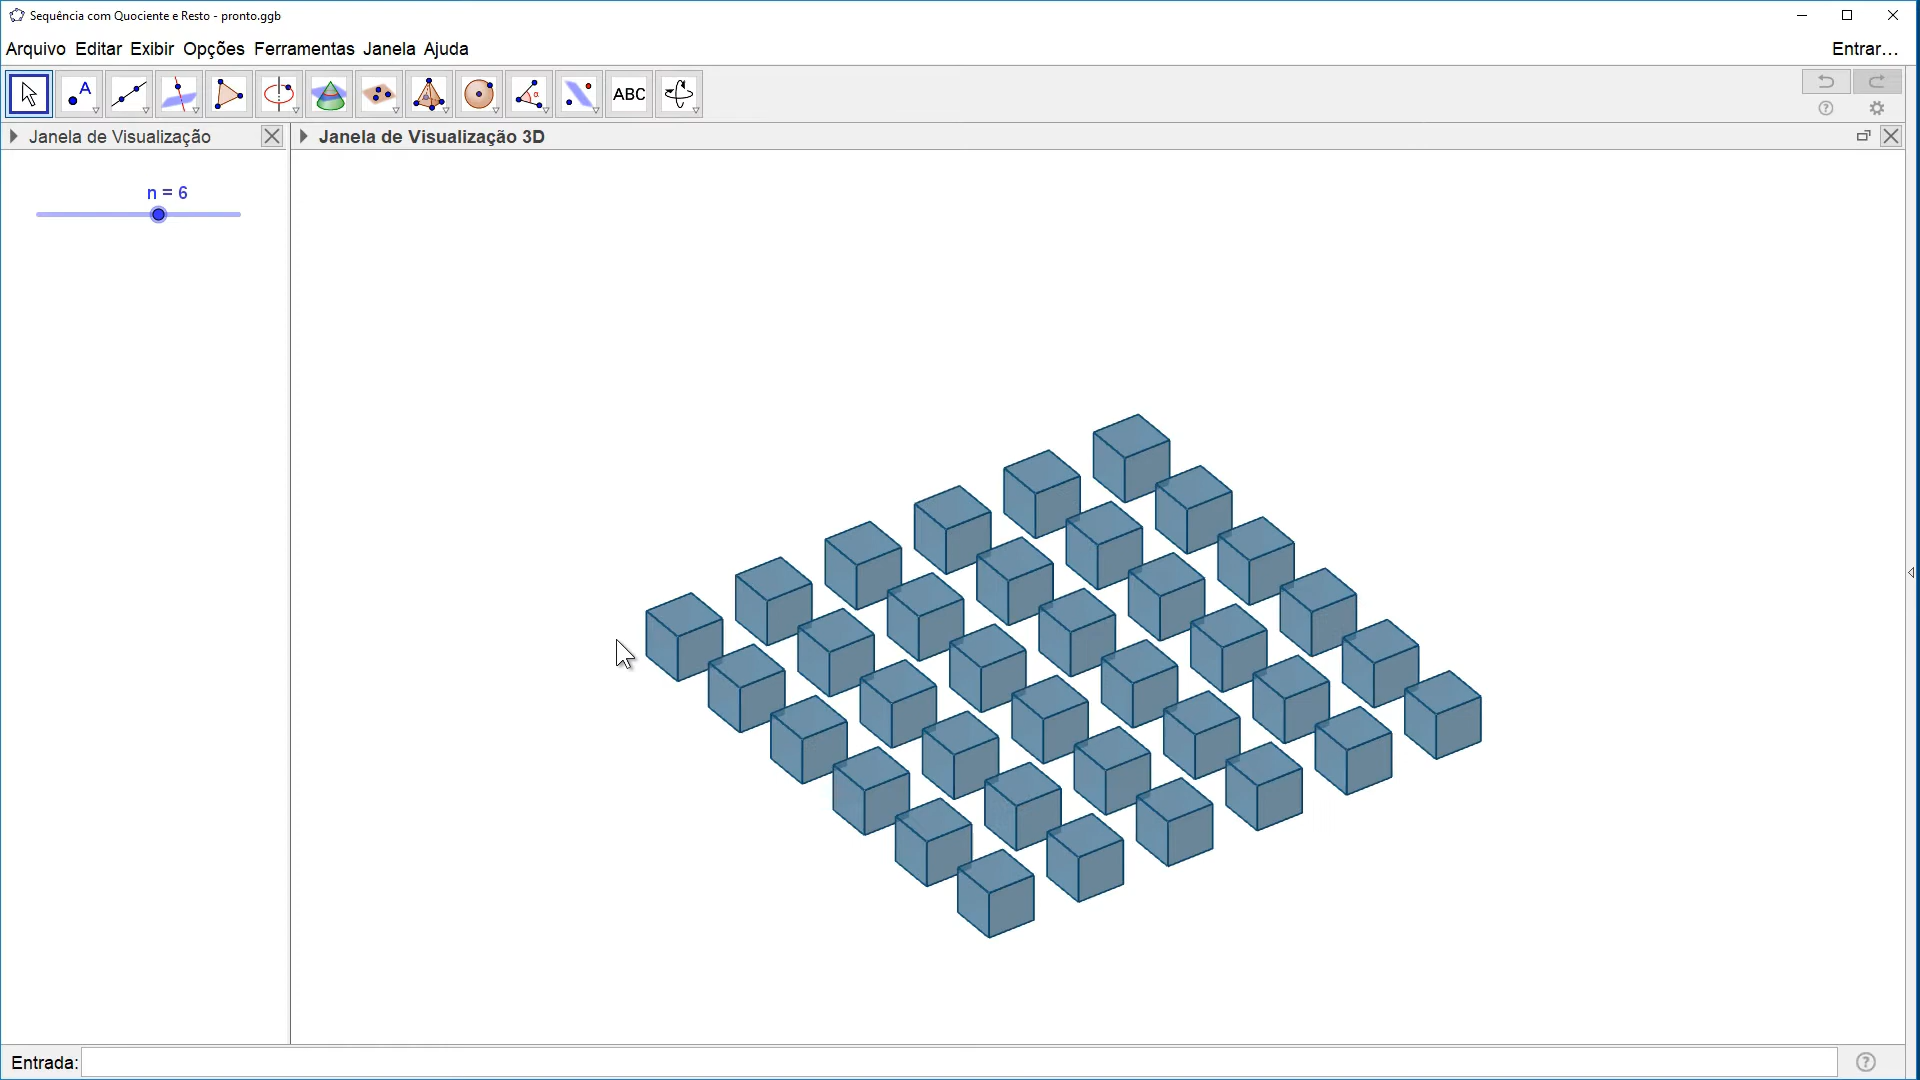 Sequência com Quociente e Resto - pronto.ggb
Arquivo Editar Exibir Opções Ferramentas Janela Ajuda
Entrar...
A
α
ABC
Janela de Visualização
Janela de Visualização 3D
n = 6
Entrada: